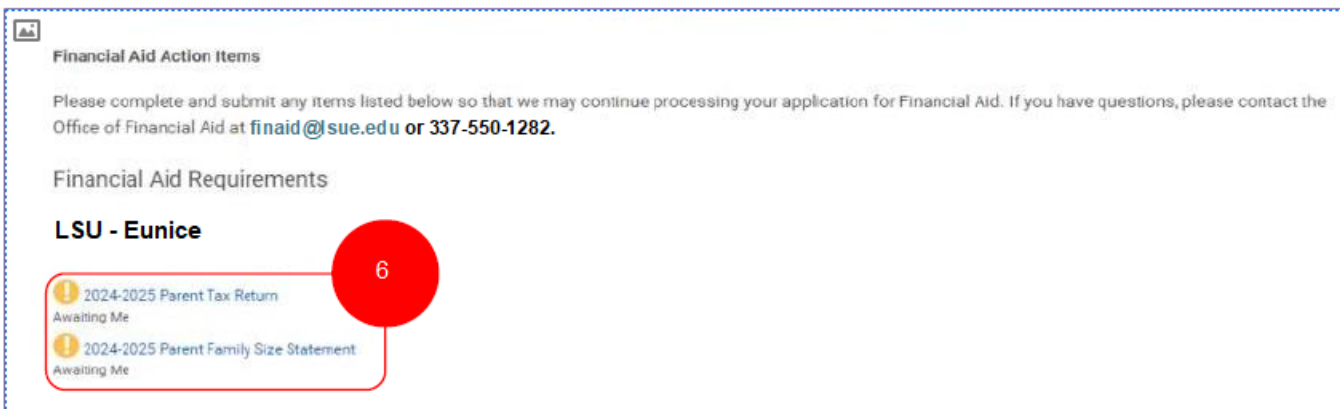 Financial Aid Action Items
Please complete and submit any items listed below so that we may continue processing your application for Financial Aid. If you have questions, please contact the
Office of Financial Aid at finaid@lsue.edu or 337-550-1282.
Financial Aid Requirements
LSU - Eunice
6
2024-2025 Parent Tax Return
Awaiting Me
2024-2025 Parent Family Size Statement
Awaiting Me